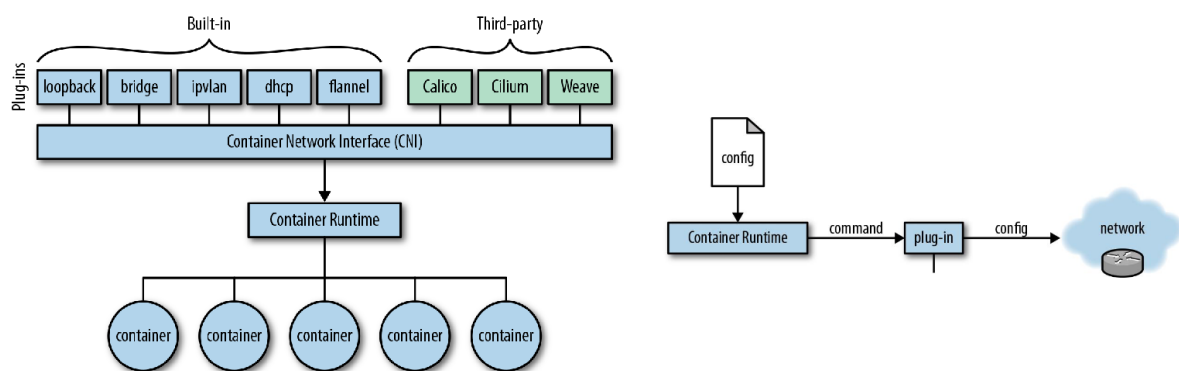 Built-in
Third-party
Plug-ins
loopback
bridge
ipvlan
dhcp
flannel
Calico
Cilium
Weave
Container Network Interface (CNI)
Container Runtime
container
container
container
container
container
config
Container Runtime
command
plug-in
config
network